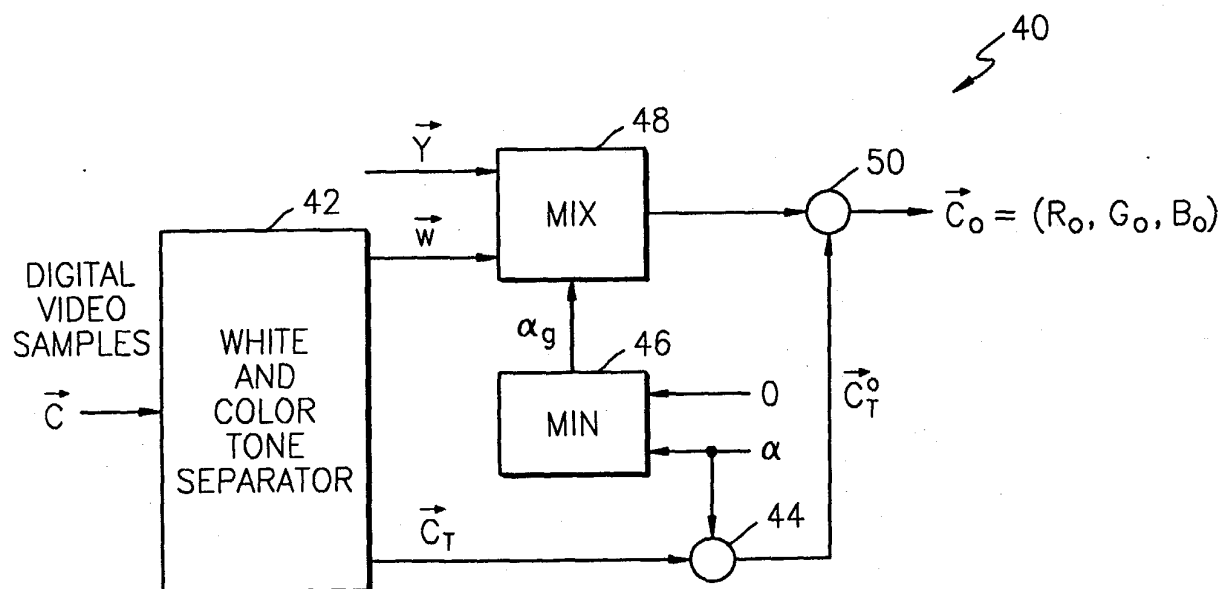 40
48
Y
MIX
50
C₀ = (R₀, G₀, B₀)
42
w
DIGITAL
VIDEO
SAMPLES
C
WHITE
AND
COLOR
TONE
SEPARATOR
αg
46
MIN
0
α
C_T^o
C_T
44